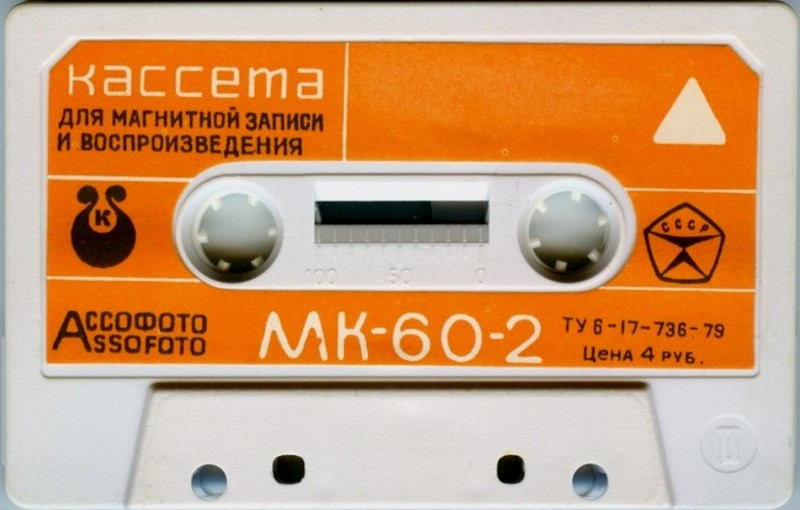 кассета
ДЛЯ МАГНИТНОЙ ЗАПИСИ
И ВОСПРОИЗВЕДЕНИЯ
К
СССР
100 50 0
АССОФОТО
ASSOFOTO
МК-60-2
ТУ 6-17-736-79
Цена 4 РУБ.